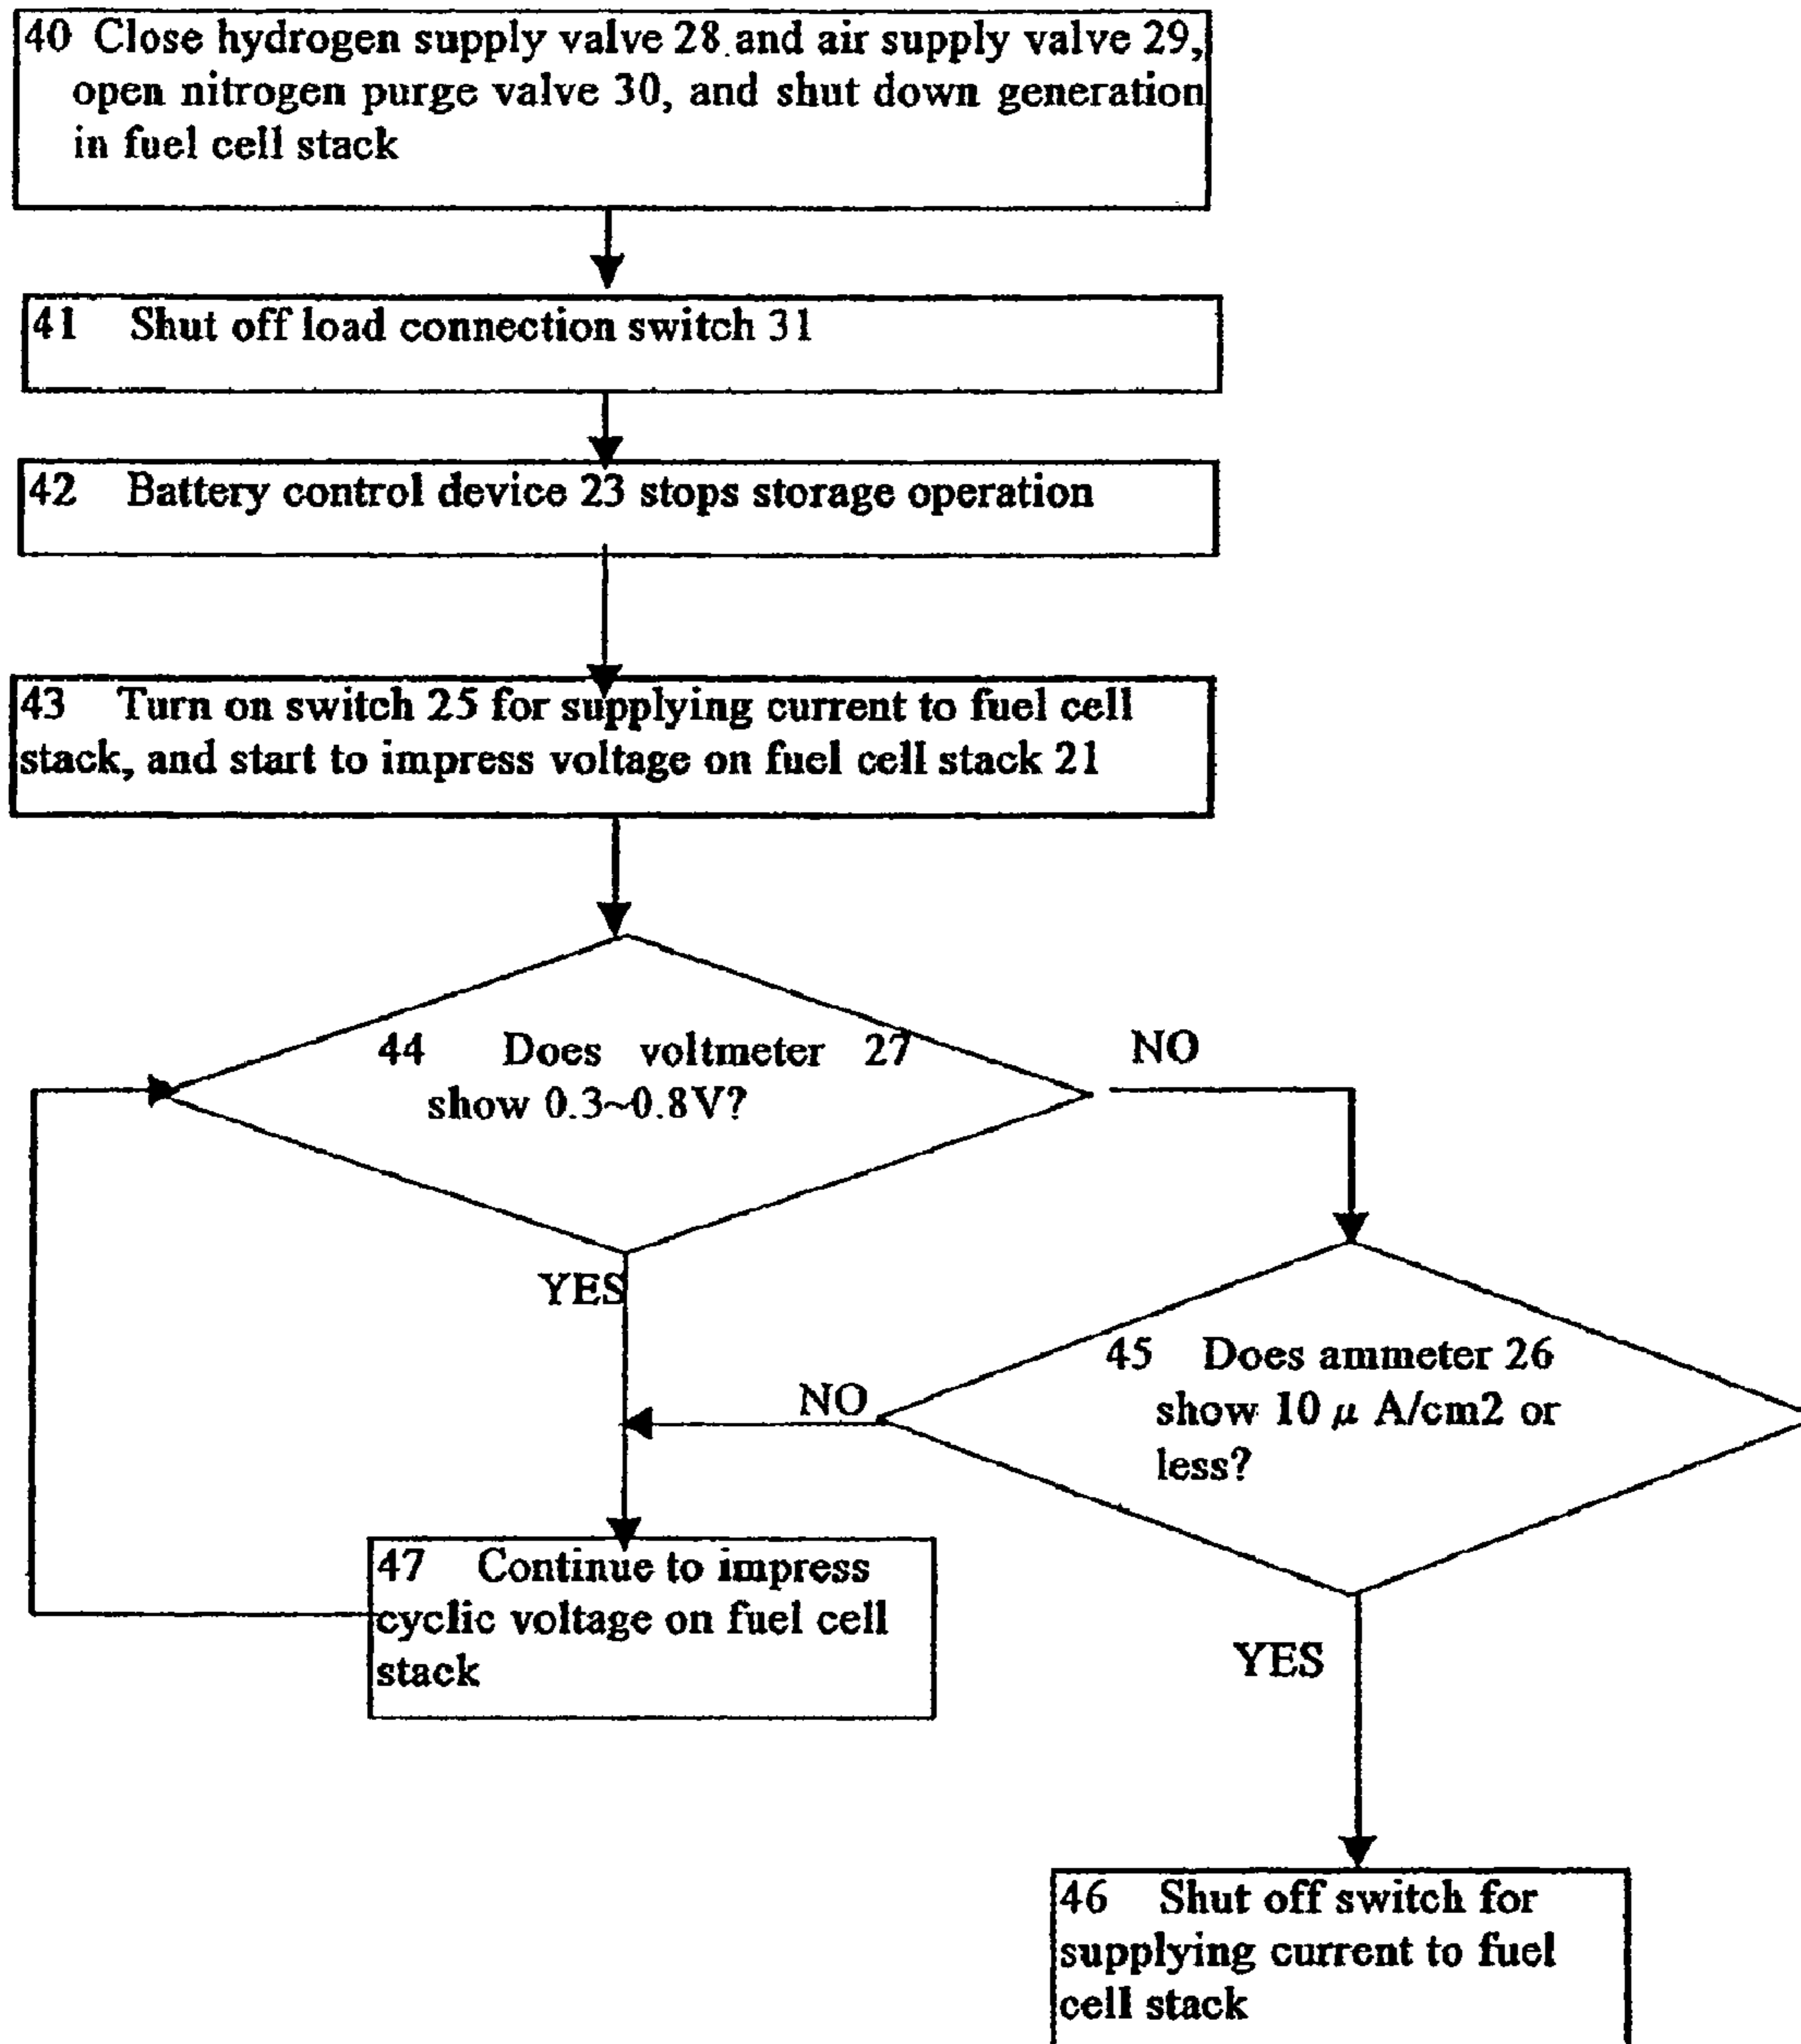 40 Close hydrogen supply valve 28 and air supply valve 29,
open nitrogen purge valve 30, and shut down generation
in fuel cell stack
41 Shut off load connection switch 31
42 Battery control device 23 stops storage operation
43 Turn on switch 25 for supplying current to fuel cell
stack, and start to impress voltage on fuel cell stack 21
44 Does voltmeter 27
show 0.3~0.8V?
NO
YES
45 Does ammeter 26
show 10 μ A/cm2 or
less?
NO
47 Continue to impress
cyclic voltage on fuel cell
stack
YES
46 Shut off switch for
supplying current to fuel
cell stack